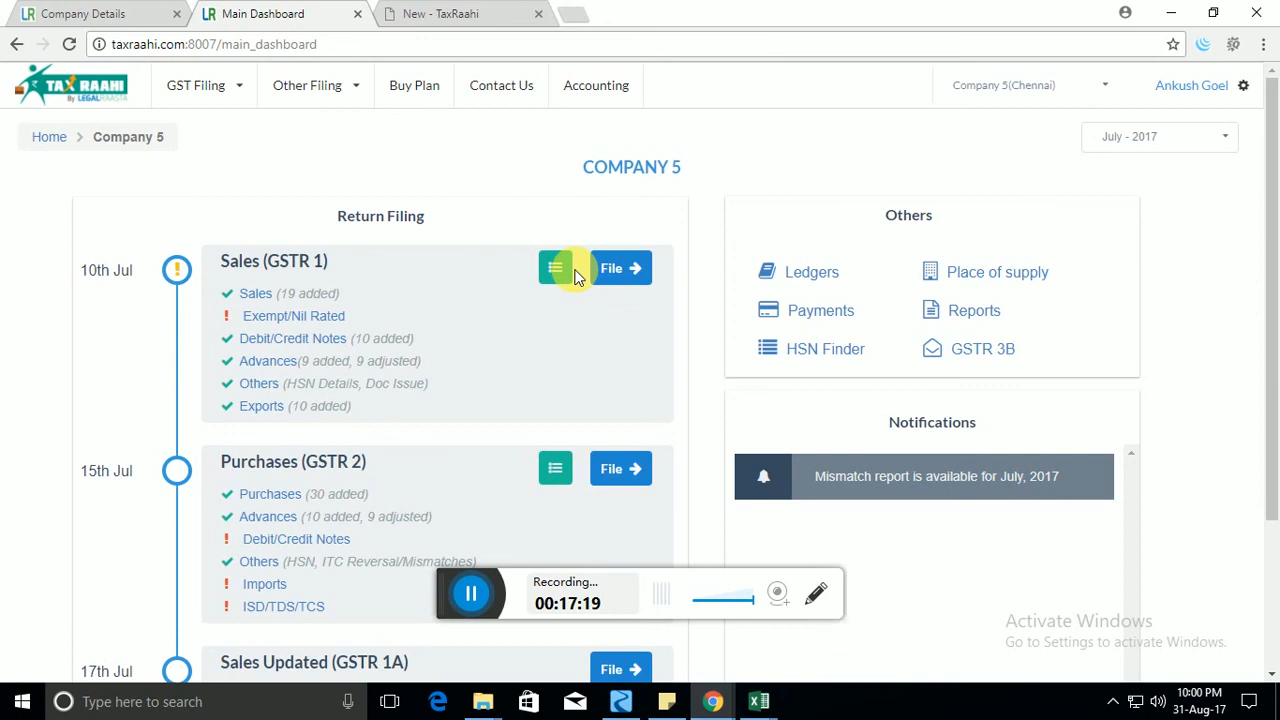 Company Details
Main Dashboard
New - TaxRaahi
taxraahi.com:8007/main_dashboard
TAX RAAHI
By LEGALRAASTA
GST Filing
Other Filing
Buy Plan
Contact Us
Accounting
Company 5(Chennai)
Ankush Goel
Home > Company 5
July - 2017
COMPANY 5
Return Filing
10th Jul
Sales (GSTR 1)
File
Sales (19 added)
Exempt/Nil Rated
Debit/Credit Notes (10 added)
Advances(9 added, 9 adjusted)
Others (HSN Details, Doc Issue)
Exports (10 added)
15th Jul
Purchases (GSTR 2)
File
Purchases (30 added)
Advances (10 added, 9 adjusted)
Debit/Credit Notes
Others (HSN, ITC Reversal/Mismatches)
Imports
ISD/TDS/TCS
17th Jul
Sales Updated (GSTR 1A)
File
Others
Ledgers
Place of supply
Payments
Reports
HSN Finder
GSTR 3B
Notifications
Mismatch report is available for July, 2017
Recording...
00:17:19
Activate Windows
Go to Settings to activate Windows.
Type here to search
10:00 PM
31-Aug-17